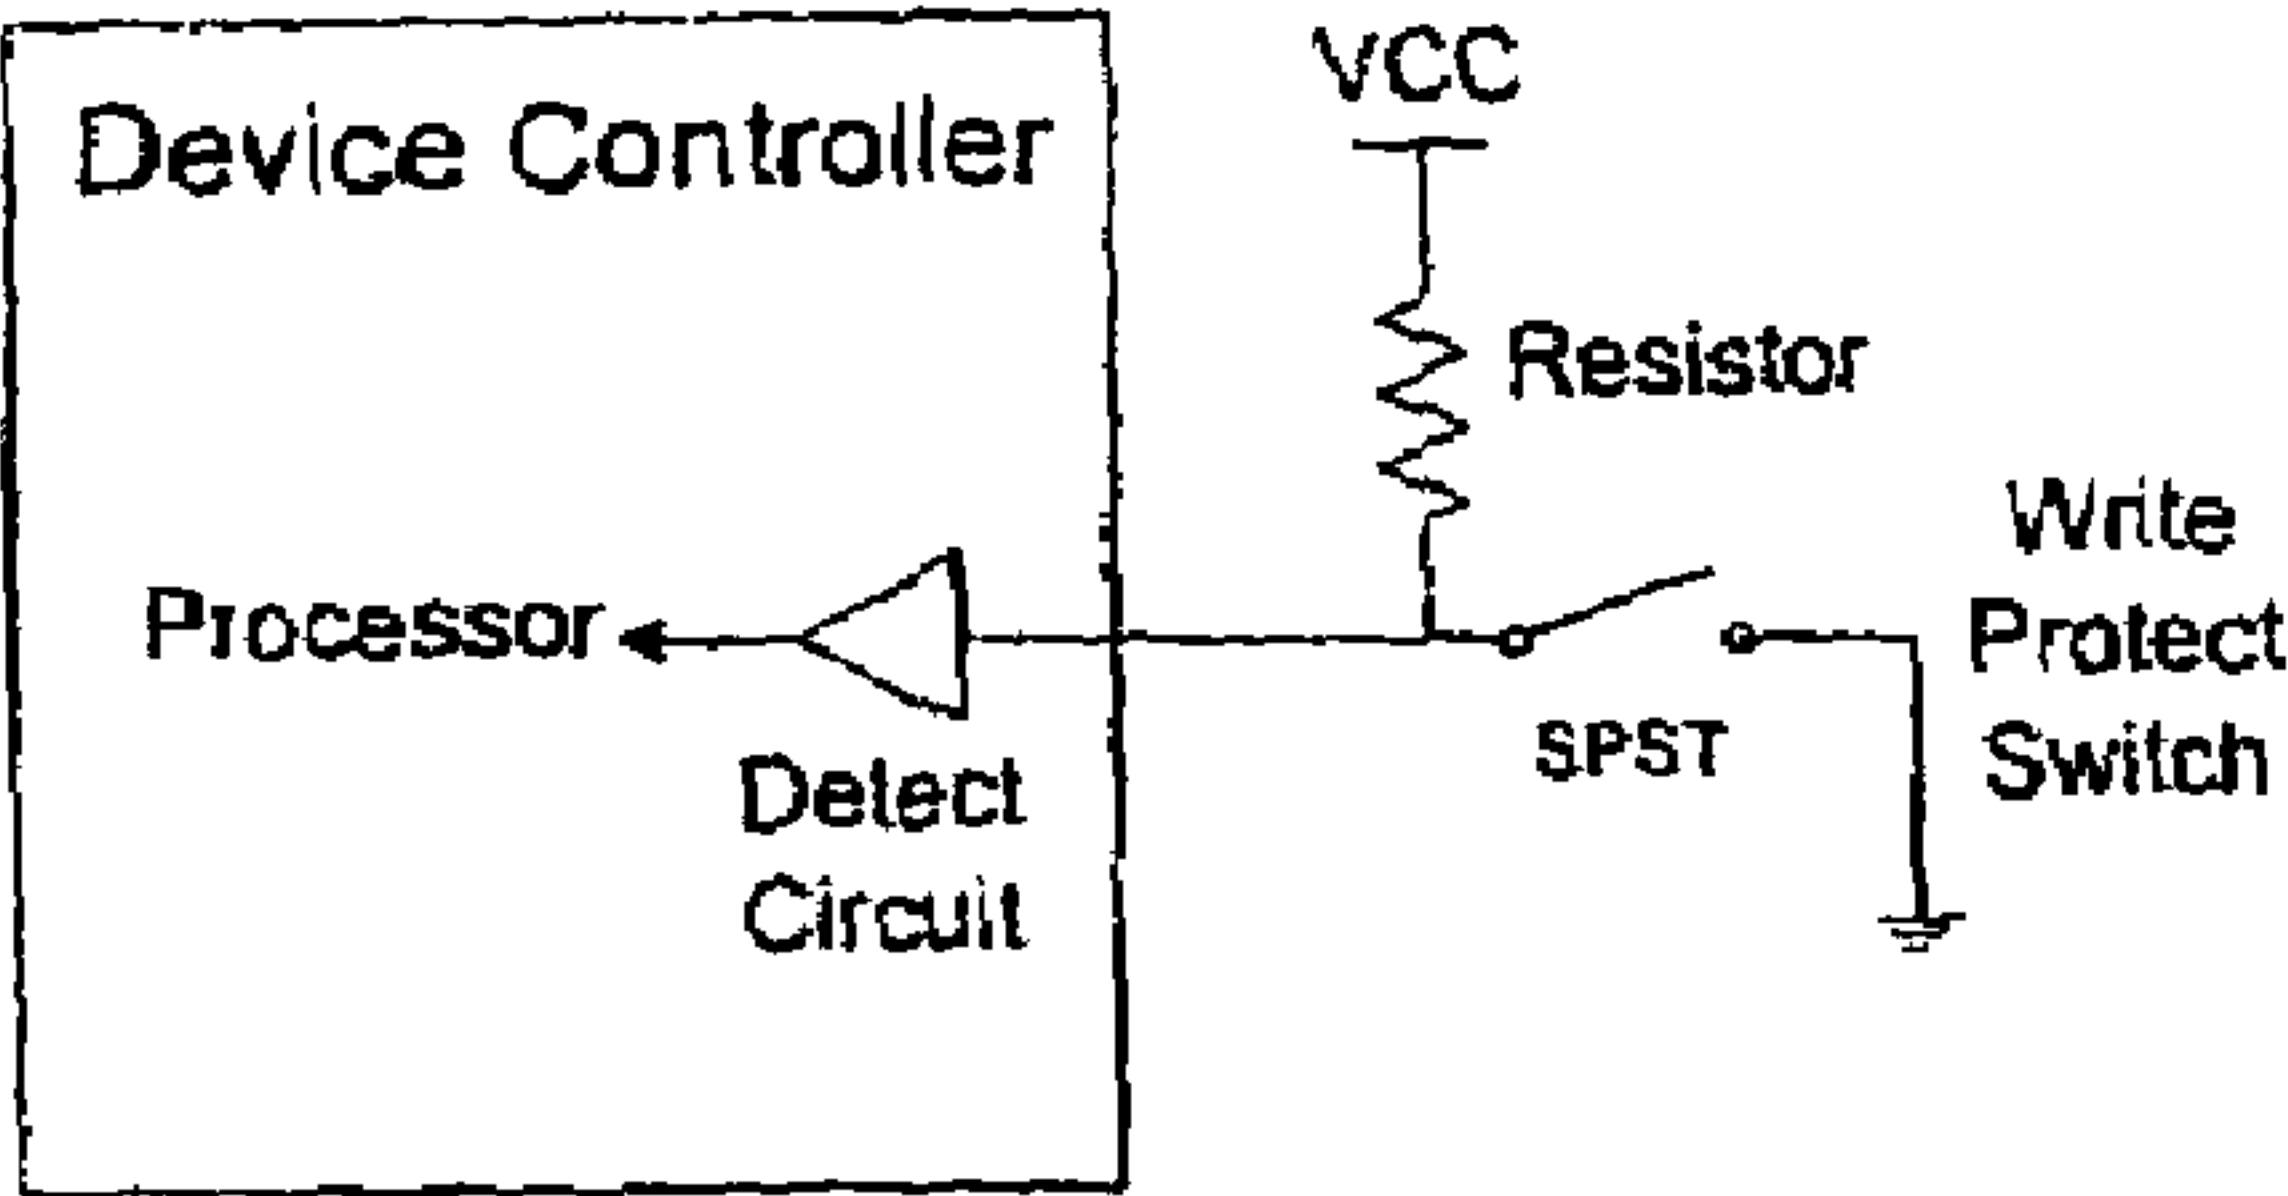 Device Controller
VCC
Resistor
Write
Protect
Switch
Processor
SPST
Detect
Circuit